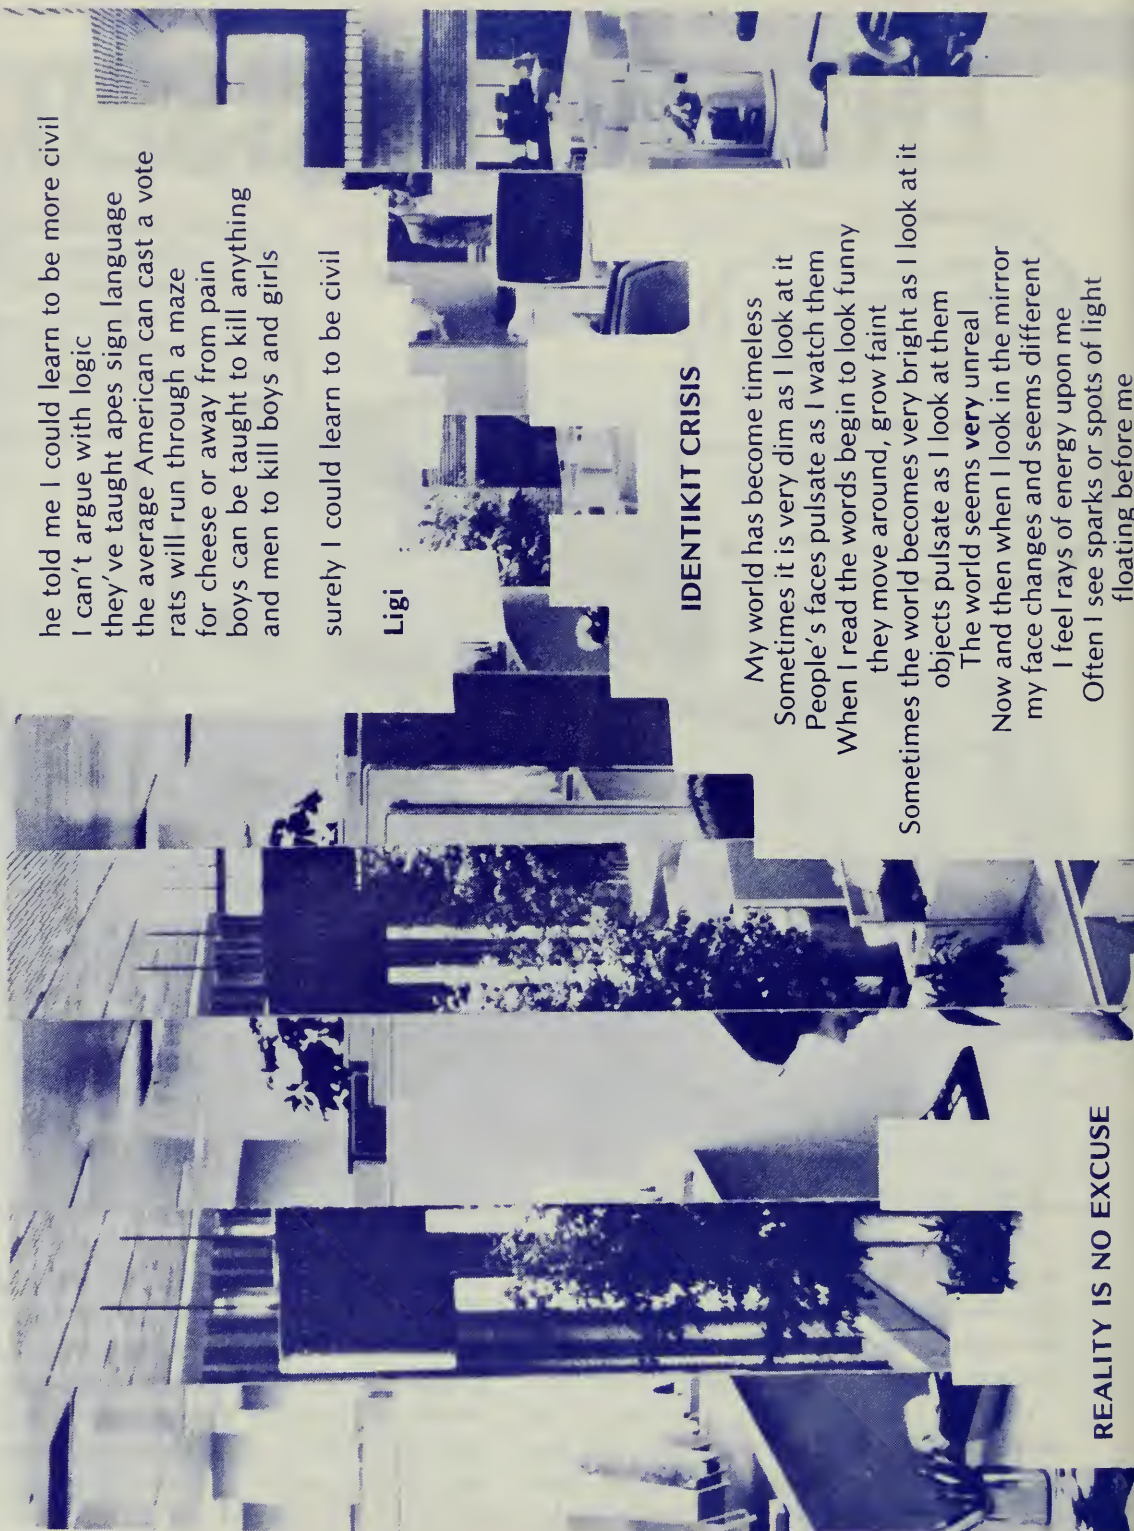 he told me I could learn to be more civil
I can't argue with logic
they've taught apes sign language
the average American can cast a vote
rats will run through a maze
for cheese or away from pain
boys can be taught to kill anything
and men to kill boys and girls
surely I could learn to be civil
Ligi
IDENTIKIT CRISIS
My world has become timeless
Sometimes it is very dim as I look at it
People's faces pulsate as I watch them
When I read the words begin to look funny
they move around, grow faint
Sometimes the world becomes very bright as I look at it
objects pulsate as I look at them
The world seems very unreal
Now and then when I look in the mirror
my face changes and seems different
I feel rays of energy upon me
Often I see sparks or spots of light
floating before me
REALITY IS NO EXCUSE